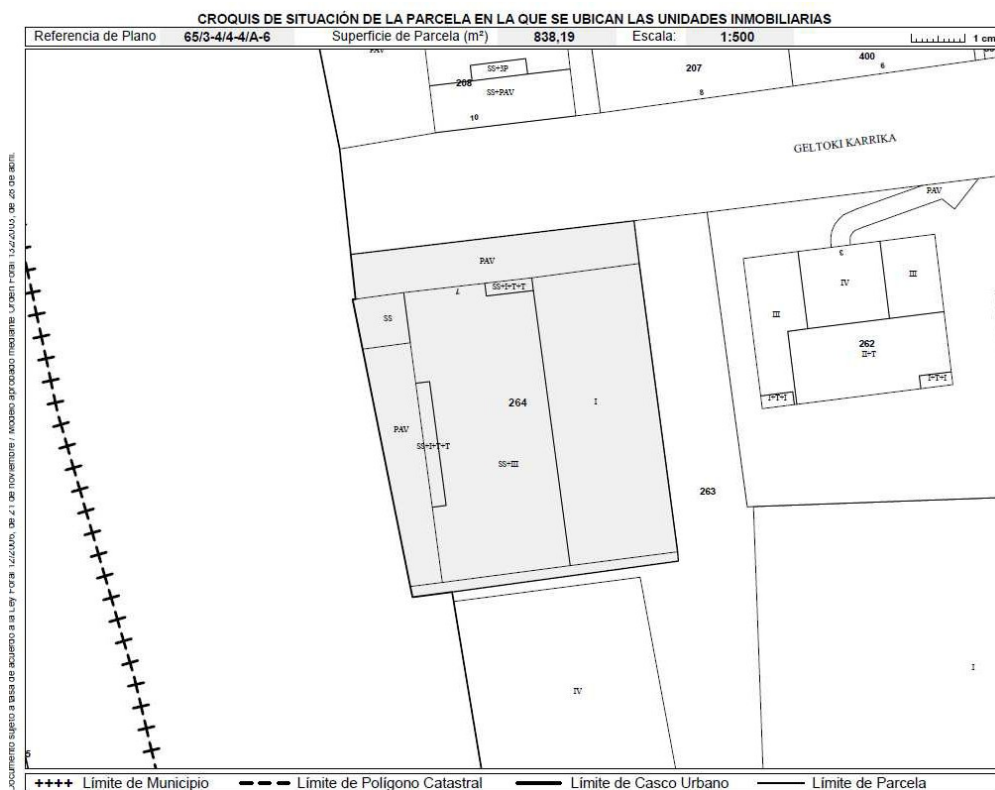 CROQUIS DE SITUACIÓN DE LA PARCELA EN LA QUE SE UBICAN LAS UNIDADES INMOBILIARIAS
Referencia de Plano 65/3-4/4-4/A-6 Superficie de Parcela (m²) 838,19 Escala: 1:500 1 cm
PAV
SS+SP
208
SS+PAV
10
207
8
400
6
GELTOKI KARRIKA
PAV
3
III
IV
III
262
II+T
I+T+I
I+T+I
PAV
7
SS+I+T+T
SS
264
I
PAV
SS+I+T+T
SS+III
263
IV
I
5
++++ Límite de Municipio
Límite de Polígono Catastral
Límite de Casco Urbano
Límite de Parcela